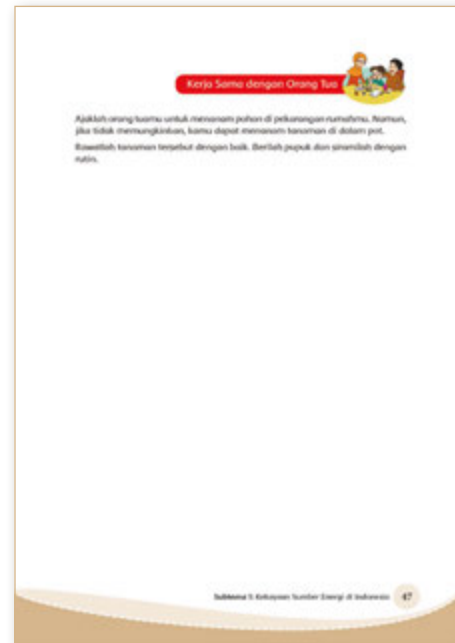 Kerja Sama dengan Orang Tua
Ajaklah orang tuamu untuk menanam pohon di pekarangan rumahmu. Namun,
jika tidak memungkinkan, kamu dapat menanam tanaman di dalam pot.
Rawatlah tanaman tersebut dengan baik. Berilah pupuk dan siramilah dengan
rutin.
Subtema 1: Kekayaan Sumber Energi di Indonesia 47